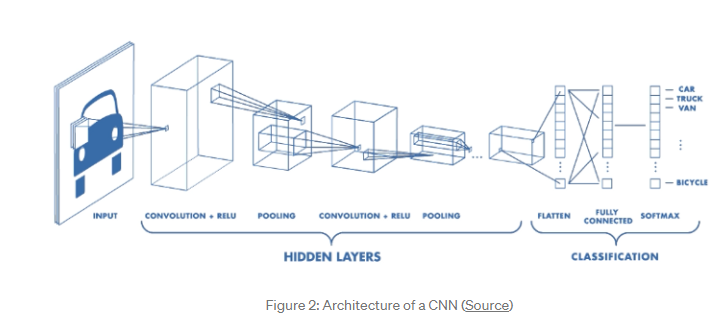 CAR
TRUCK
VAN
BICYCLE
INPUT
CONVOLUTION + RELU
POOLING
CONVOLUTION + RELU
POOLING
FLATTEN
FULLY
CONNECTED
SOFTMAX
HIDDEN LAYERS
CLASSIFICATION
Figure 2: Architecture of a CNN (Source)